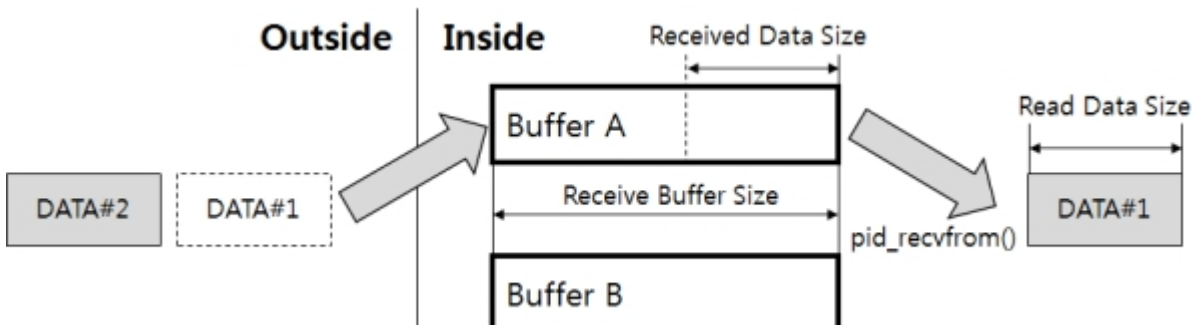 Outside
Inside
Received Data Size
Buffer A
Read Data Size
DATA#2
DATA#1
Receive Buffer Size
DATA#1
pid_recvfrom()
Buffer B